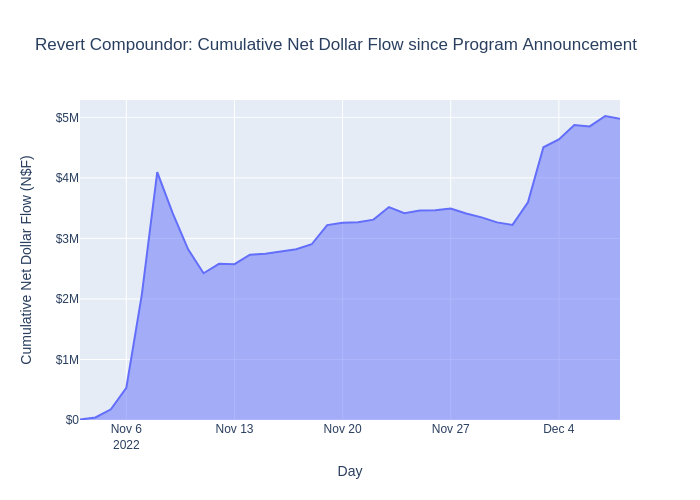 Revert Compoundor: Cumulative Net Dollar Flow since Program Announcement
Cumulative Net Dollar Flow (N$F)
$5M
$4M
$3M
$2M
$1M
$0
Nov 6
2022
Nov 13
Nov 20
Nov 27
Dec 4
Day